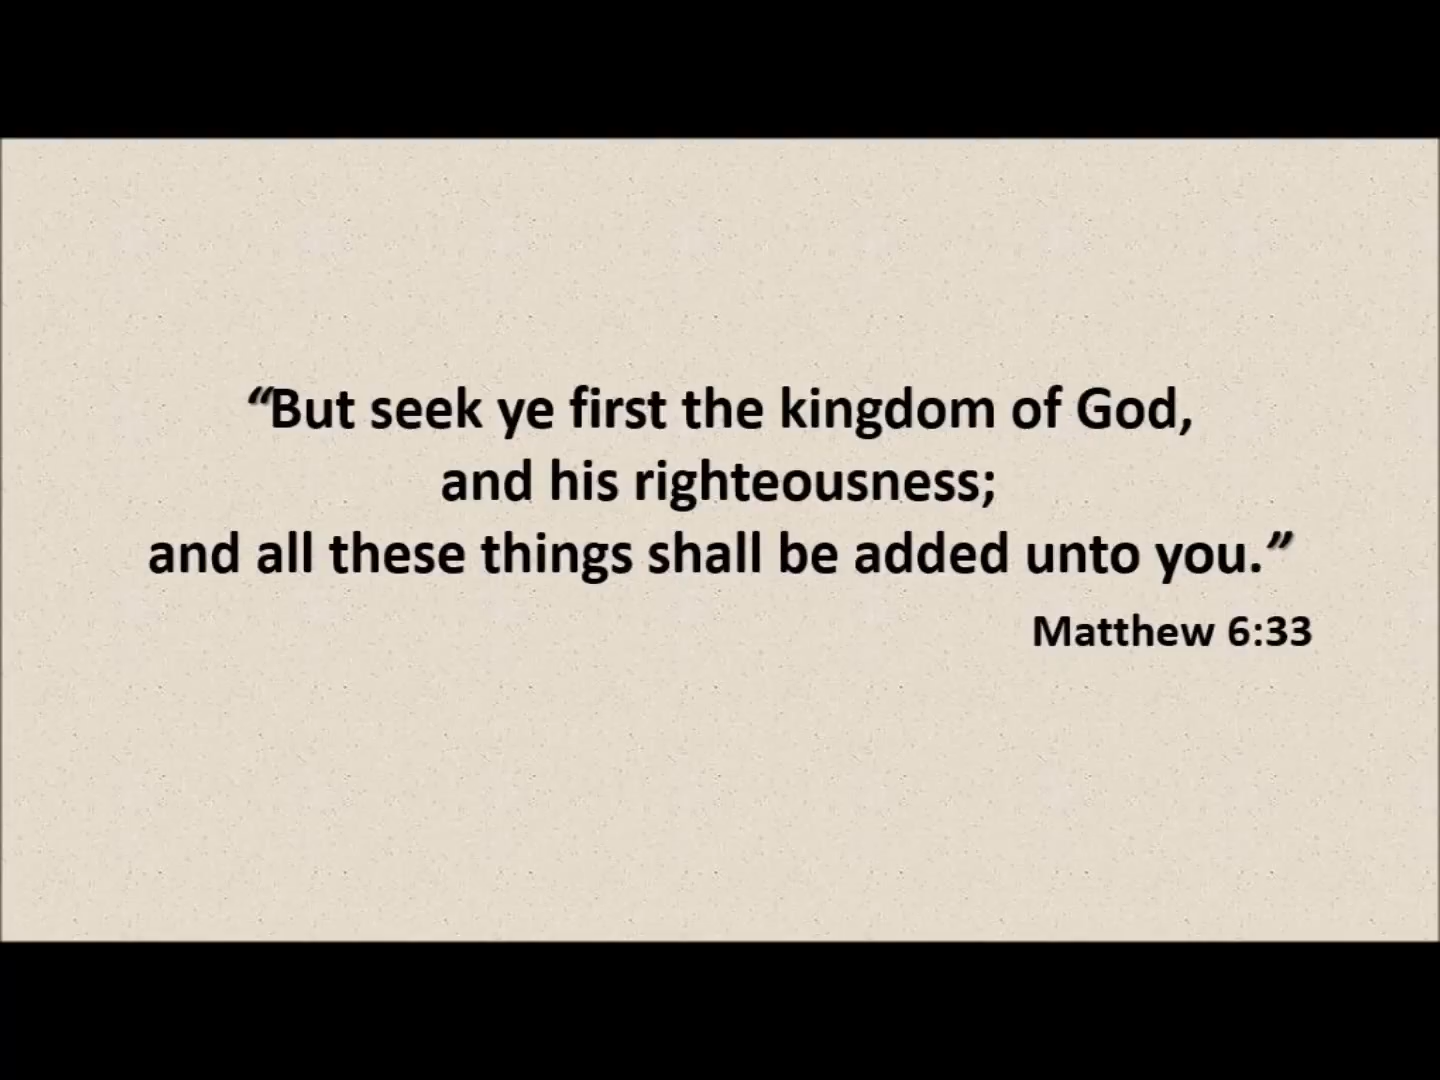 “But seek ye first the kingdom of God,
and his righteousness;
and all these things shall be added unto you.”
Matthew 6:33